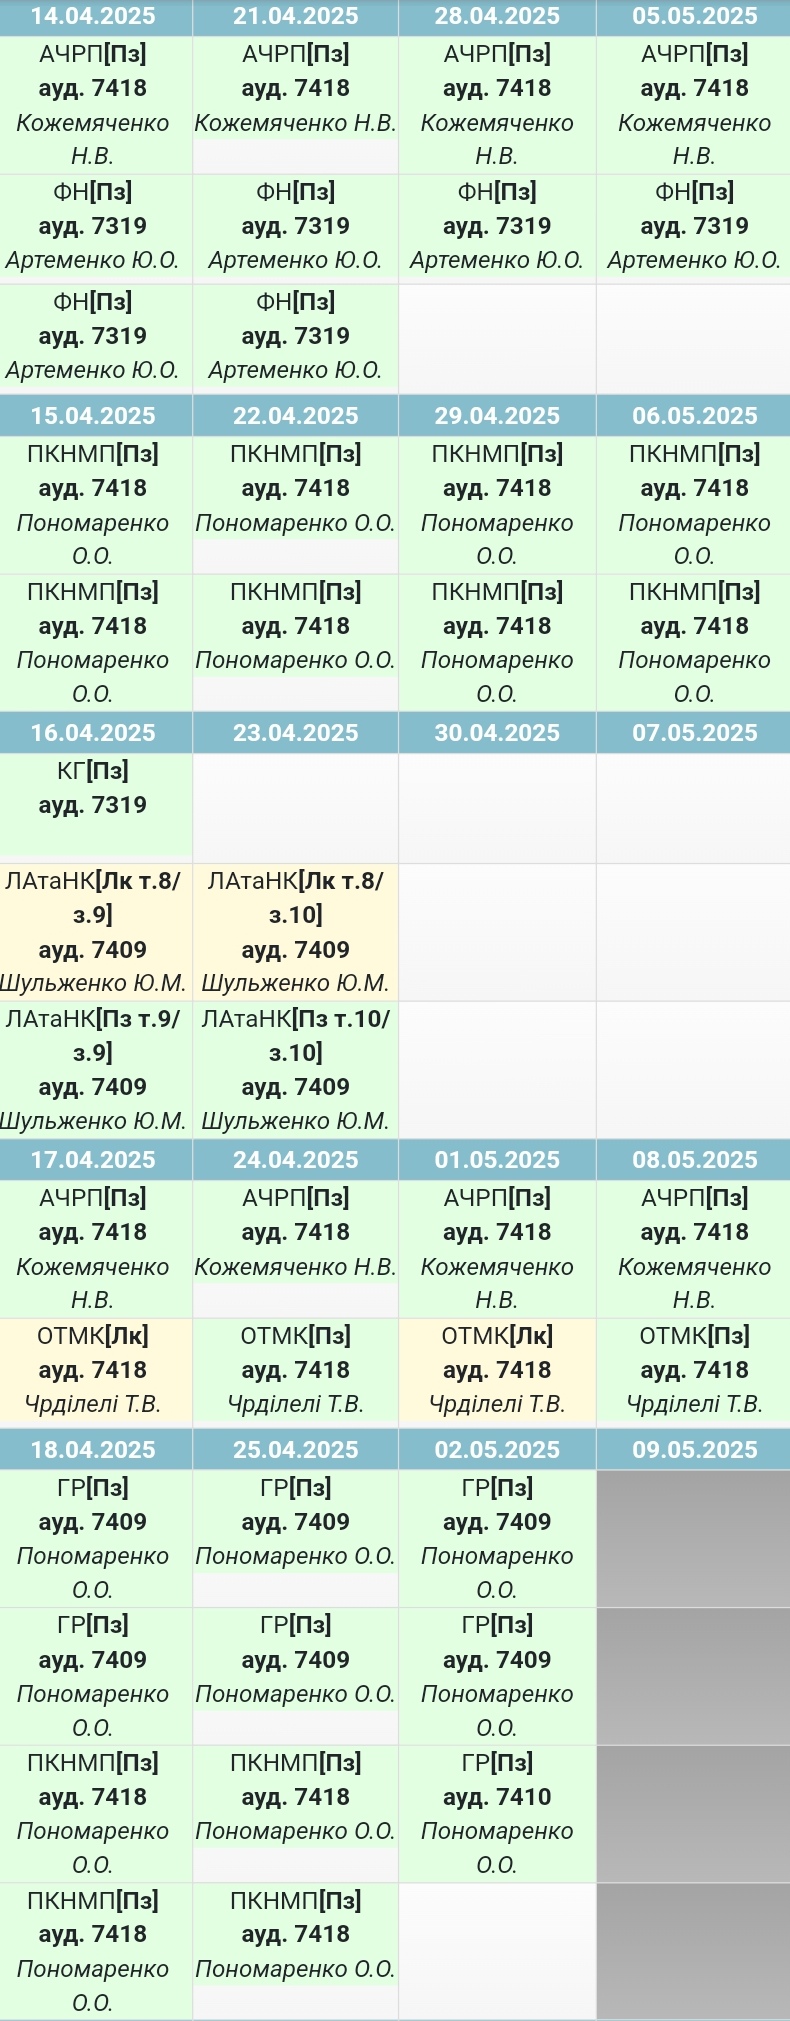 14.04.2025 21.04.2025 28.04.2025 05.05.2025
АЧРП[Пз] АЧРП[Пз] АЧРП[Пз] АЧРП[Пз]
ауд. 7418 ауд. 7418 ауд. 7418 ауд. 7418
Кожемяченко Кожемяченко Н.В. Кожемяченко Кожемяченко
Н.В. Н.В. Н.В.
ФН[Пз] ФН[Пз] ФН[Пз] ФН[Пз]
ауд. 7319 ауд. 7319 ауд. 7319 ауд. 7319
Артеменко Ю.О. Артеменко Ю.О. Артеменко Ю.О. Артеменко Ю.О.
ФН[Пз] ФН[Пз]
ауд. 7319 ауд. 7319
Артеменко Ю.О. Артеменко Ю.О.
15.04.2025 22.04.2025 29.04.2025 06.05.2025
ПКНМП[Пз] ПКНМП[Пз] ПКНМП[Пз] ПКНМП[Пз]
ауд. 7418 ауд. 7418 ауд. 7418 ауд. 7418
Пономаренко Пономаренко О.О. Пономаренко Пономаренко
О.О. О.О. О.О.
ПКНМП[Пз] ПКНМП[Пз] ПКНМП[Пз] ПКНМП[Пз]
ауд. 7418 ауд. 7418 ауд. 7418 ауд. 7418
Пономаренко Пономаренко О.О. Пономаренко Пономаренко
О.О. О.О. О.О.
16.04.2025 23.04.2025 30.04.2025 07.05.2025
КГ[Пз]
ауд. 7319
ЛАтаНК[Лк т.8/ ЛАтаНК[Лк т.8/
з.9] з.10]
ауд. 7409 ауд. 7409
Шульженко Ю.М. Шульженко Ю.М.
ЛАтаНК[Пз т.9/ ЛАтаНК[Пз т.10/
з.9] з.10]
ауд. 7409 ауд. 7409
Шульженко Ю.М. Шульженко Ю.М.
17.04.2025 24.04.2025 01.05.2025 08.05.2025
АЧРП[Пз] АЧРП[Пз] АЧРП[Пз] АЧРП[Пз]
ауд. 7418 ауд. 7418 ауд. 7418 ауд. 7418
Кожемяченко Кожемяченко Н.В. Кожемяченко Кожемяченко
Н.В. Н.В. Н.В.
ОТМК[Лк] ОТМК[Пз] ОТМК[Лк] ОТМК[Пз]
ауд. 7418 ауд. 7418 ауд. 7418 ауд. 7418
Чрділелі Т.В. Чрділелі Т.В. Чрділелі Т.В. Чрділелі Т.В.
18.04.2025 25.04.2025 02.05.2025 09.05.2025
ГР[Пз] ГР[Пз] ГР[Пз]
ауд. 7409 ауд. 7409 ауд. 7409
Пономаренко Пономаренко О.О. Пономаренко
О.О. О.О.
ГР[Пз] ГР[Пз] ГР[Пз]
ауд. 7409 ауд. 7409 ауд. 7409
Пономаренко Пономаренко О.О. Пономаренко
О.О. О.О.
ПКНМП[Пз] ПКНМП[Пз] ГР[Пз]
ауд. 7418 ауд. 7418 ауд. 7410
Пономаренко Пономаренко О.О. Пономаренко
О.О. О.О.
ПКНМП[Пз] ПКНМП[Пз]
ауд. 7418 ауд. 7418
Пономаренко Пономаренко О.О.
О.О.